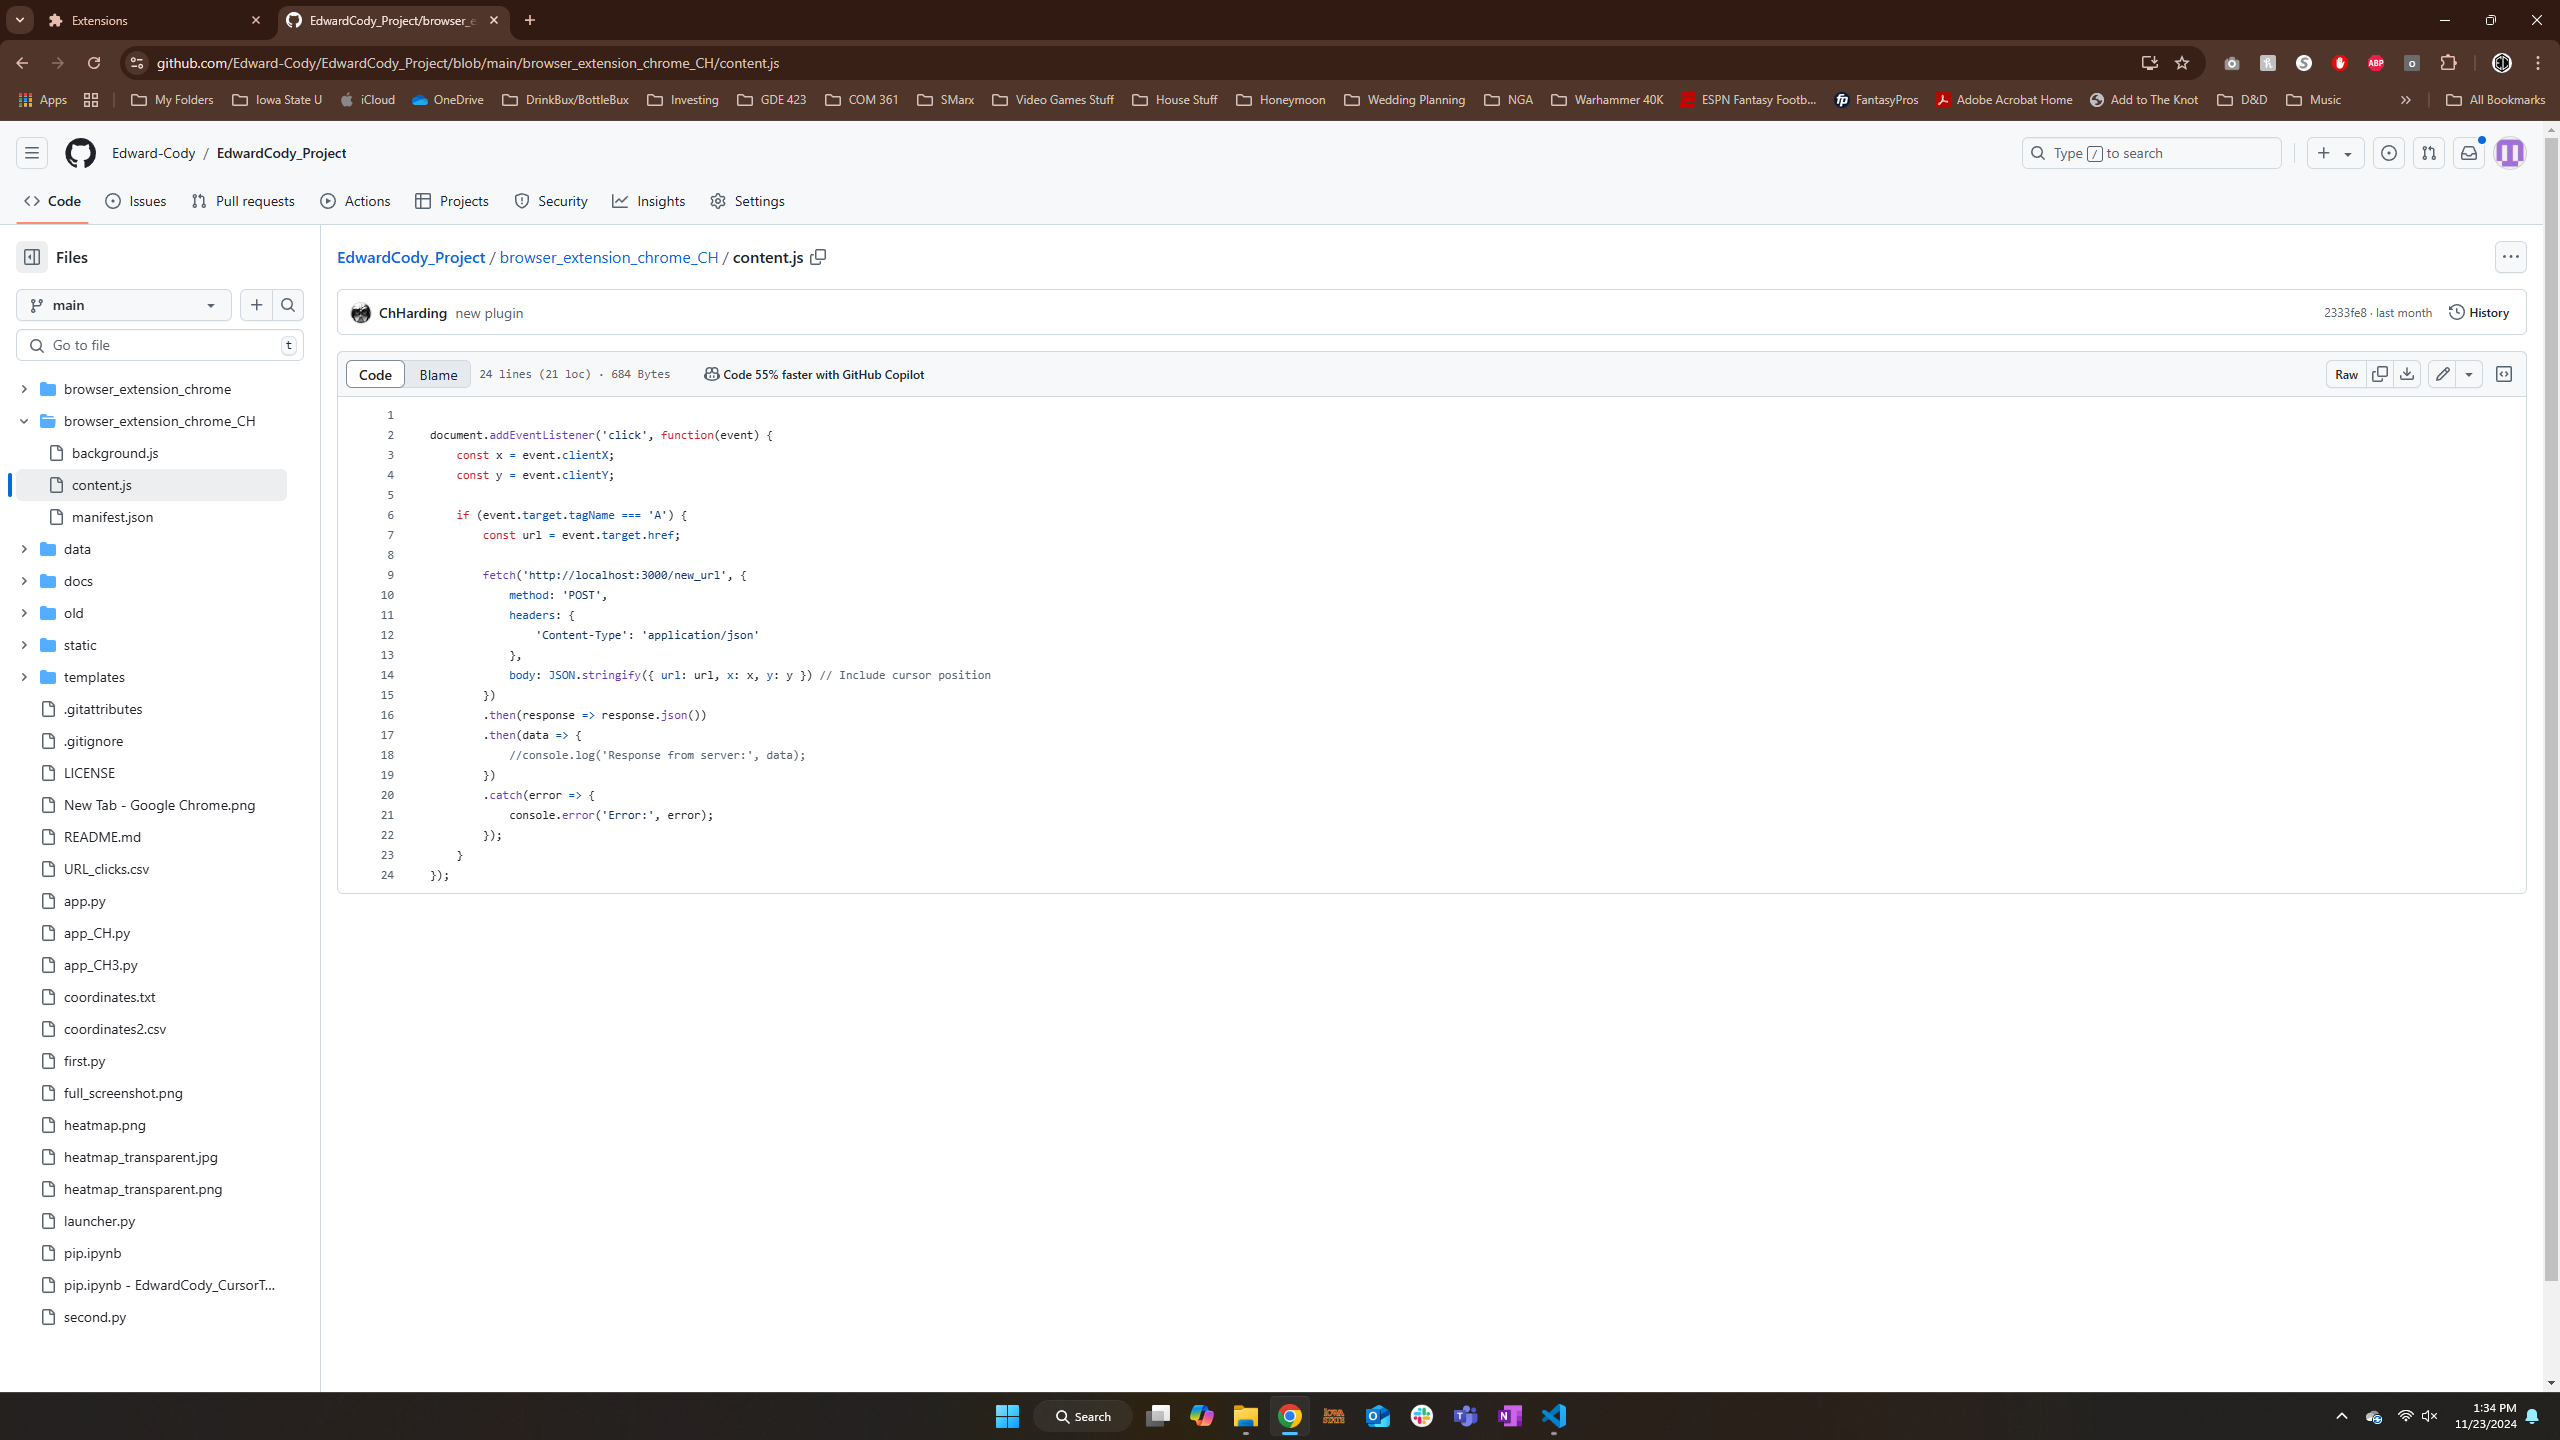 Extensions
EdwardCody_Project/browser_e
github.com/Edward-Cody/EdwardCody_Project/blob/main/browser_extension_chrome_CH/content.js
Apps
My Folders
Iowa State U
iCloud
OneDrive
DrinkBux/BottleBux
Investing
GDE 423
COM 361
SMarx
Video Games Stuff
House Stuff
Honeymoon
Wedding Planning
NGA
Warhammer 40K
ESPN Fantasy Footb...
FantasyPros
Adobe Acrobat Home
Add to The Knot
D&D
Music
All Bookmarks
Edward-Cody / EdwardCody_Project
Type / to search
Code
Issues
Pull requests
Actions
Projects
Security
Insights
Settings
Files
main
Go to file
t
browser_extension_chrome
browser_extension_chrome_CH
background.js
content.js
manifest.json
data
docs
old
static
templates
.gitattributes
.gitignore
LICENSE
New Tab - Google Chrome.png
README.md
URL_clicks.csv
app.py
app_CH.py
app_CH3.py
coordinates.txt
coordinates2.csv
first.py
full_screenshot.png
heatmap.png
heatmap_transparent.jpg
heatmap_transparent.png
launcher.py
pip.ipynb
pip.ipynb - EdwardCody_CursorT...
second.py
EdwardCody_Project / browser_extension_chrome_CH / content.js
ChHarding new plugin
2333fe8 · last month
History
Code
Blame
24 lines (21 loc) · 684 Bytes
Code 55% faster with GitHub Copilot
Raw
1
2 document.addEventListener('click', function(event) {
3 const x = event.clientX;
4 const y = event.clientY;
5
6 if (event.target.tagName === 'A') {
7 const url = event.target.href;
8
9 fetch('http://localhost:3000/new_url', {
10 method: 'POST',
11 headers: {
12 'Content-Type': 'application/json'
13 },
14 body: JSON.stringify({ url: url, x: x, y: y }) // Include cursor position
15 })
16 .then(response => response.json())
17 .then(data => {
18 //console.log('Response from server:', data);
19 })
20 .catch(error => {
21 console.error('Error:', error);
22 });
23 }
24 });
Search
1:34 PM
11/23/2024